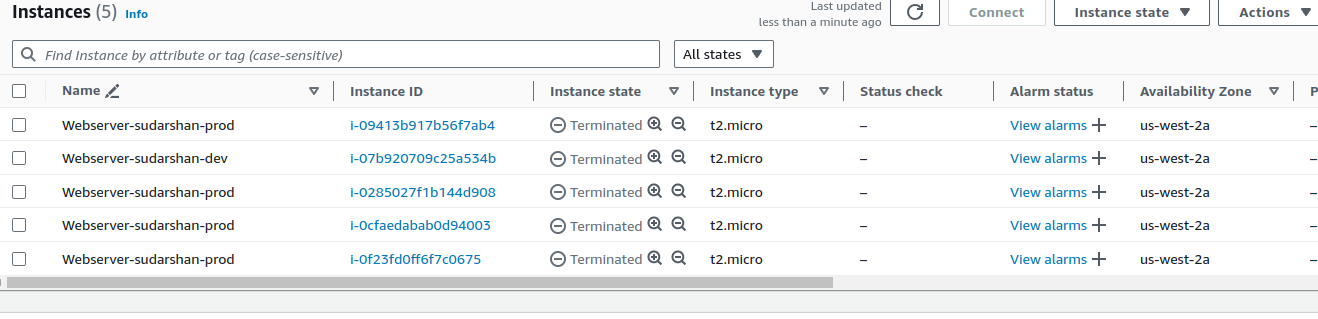 Instances (5) Info
Last updated
less than a minute ago
Connect
Instance state
Actions
Find Instance by attribute or tag (case-sensitive)
All states
Name Instance ID Instance state Instance type Status check Alarm status Availability Zone P
Webserver-sudarshan-prod i-09413b917b56f7ab4 Terminated t2.micro – View alarms + us-west-2a –
Webserver-sudarshan-dev i-07b920709c25a534b Terminated t2.micro – View alarms + us-west-2a –
Webserver-sudarshan-prod i-0285027f1b144d908 Terminated t2.micro – View alarms + us-west-2a –
Webserver-sudarshan-prod i-0cfaedabab0d94003 Terminated t2.micro – View alarms + us-west-2a –
Webserver-sudarshan-prod i-0f23fd0ff6f7c0675 Terminated t2.micro – View alarms + us-west-2a –